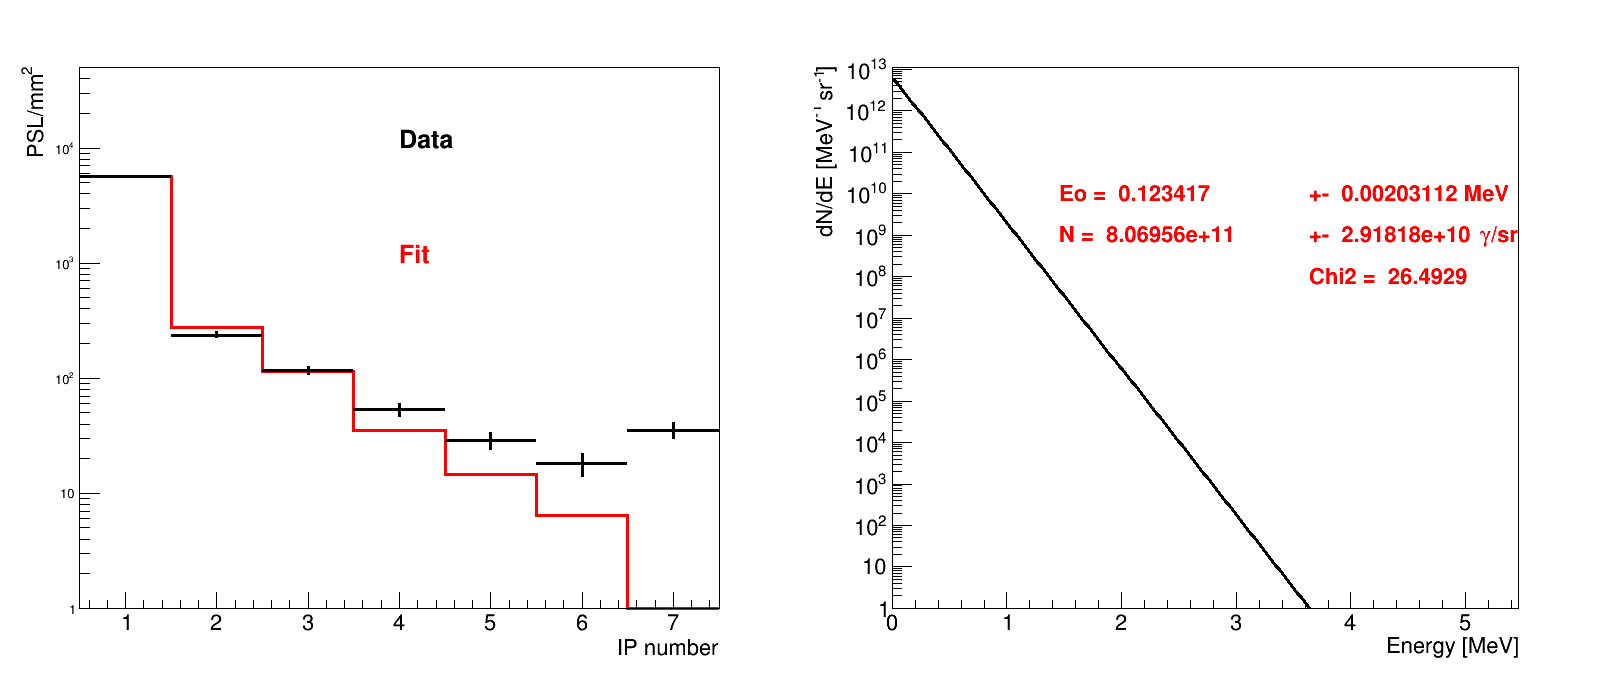 PSL/mm²
10⁴
10³
10²
10
1
Data
Fit
1 2 3 4 5 6 7
IP number
dN/dE [MeV⁻¹ sr⁻¹]
10¹³
10¹²
10¹¹
10¹⁰
10⁹
10⁸
10⁷
10⁶
10⁵
10⁴
10³
10²
10
1
Eo = 0.123417 +- 0.00203112 MeV
N = 8.06956e+11 +- 2.91818e+10 γ/sr
Chi2 = 26.4929
0 1 2 3 4 5
Energy [MeV]